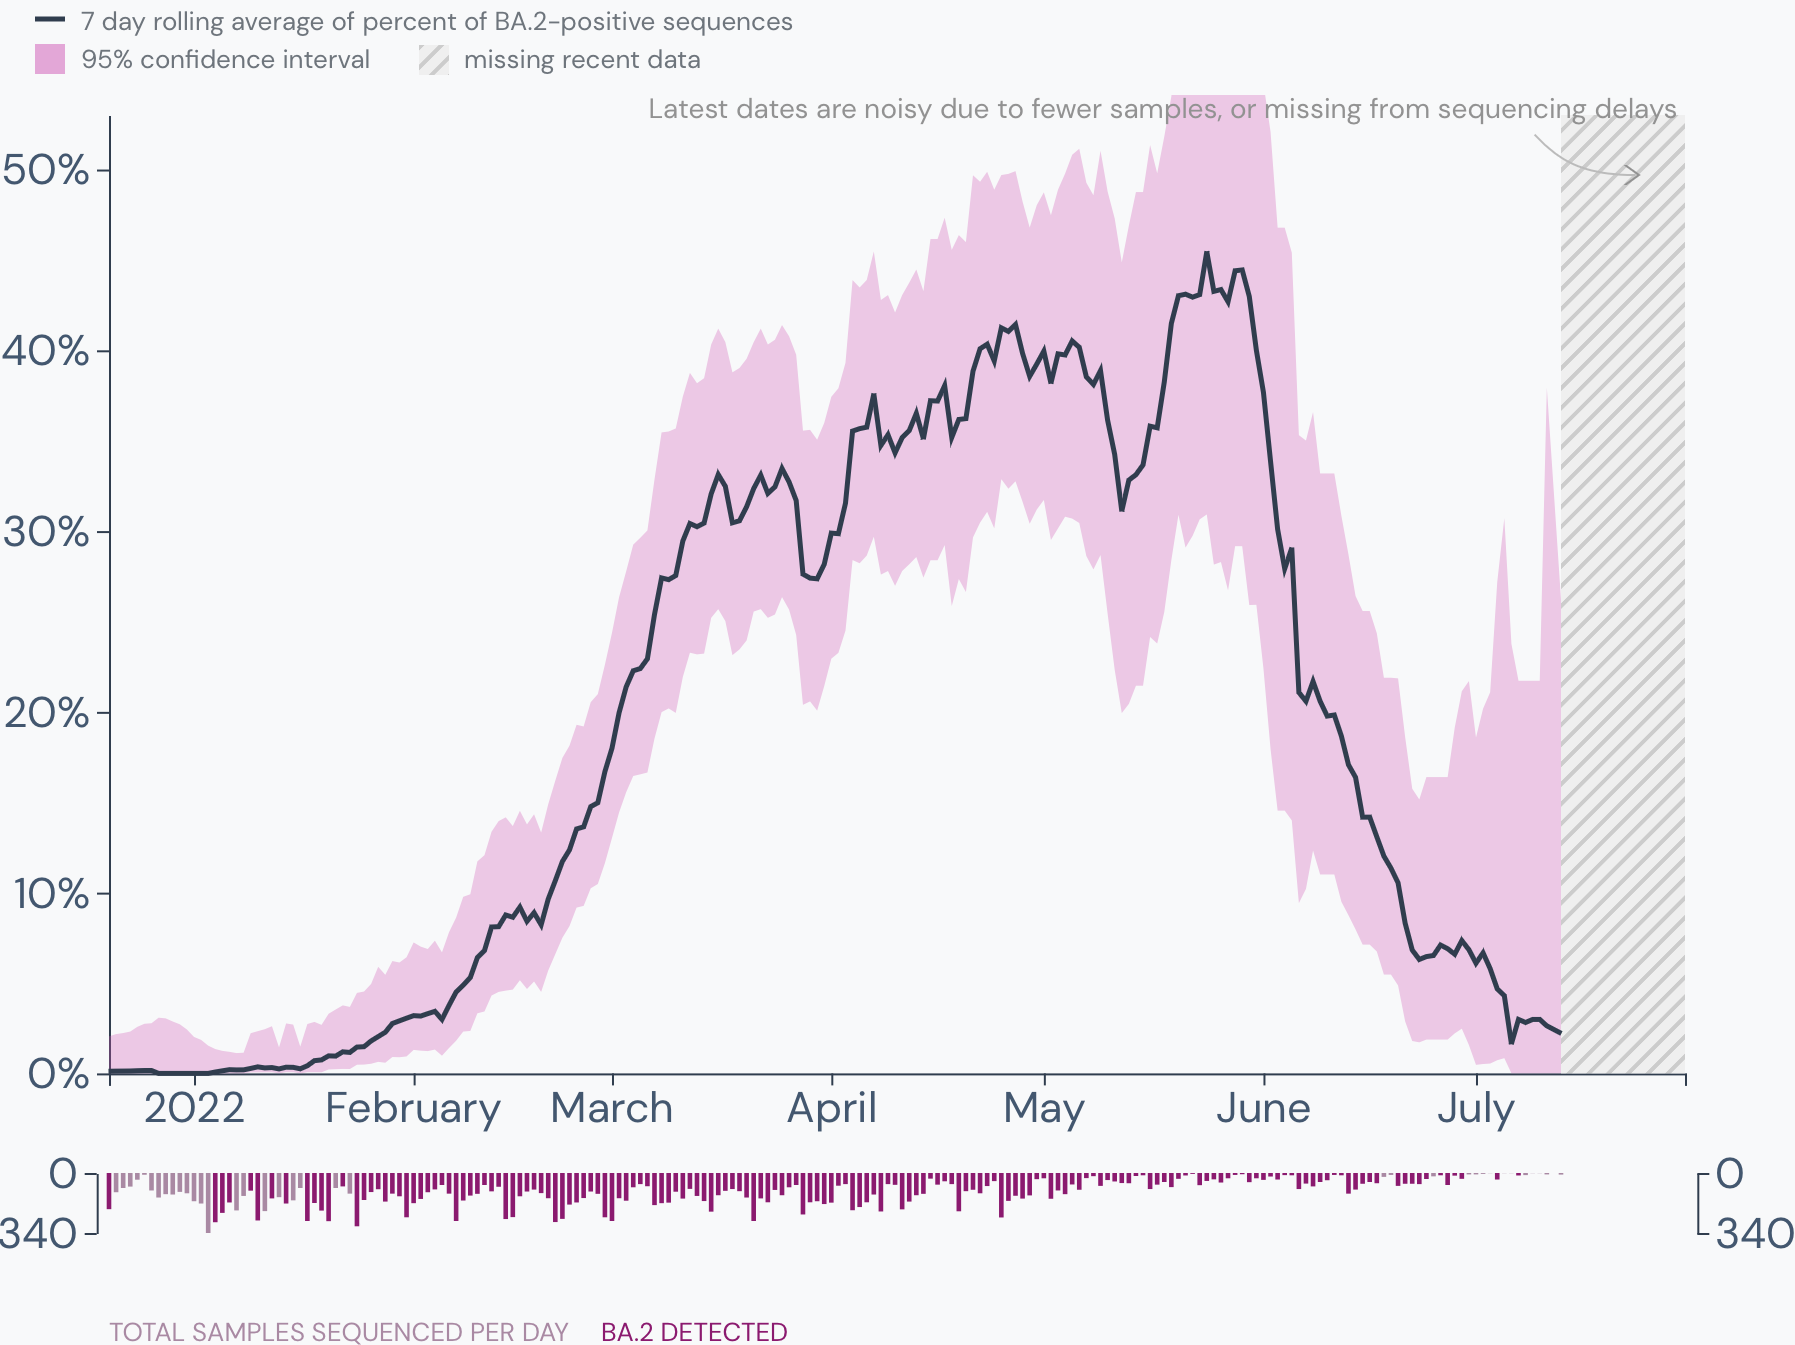 7 day rolling average of percent of BA.2-positive sequences
95% confidence interval missing recent data
Latest dates are noisy due to fewer samples, or missing from sequencing delays
50%
40%
30%
20%
10%
0%
2022 February March April May June July
0 0
340 340
TOTAL SAMPLES SEQUENCED PER DAY BA.2 DETECTED